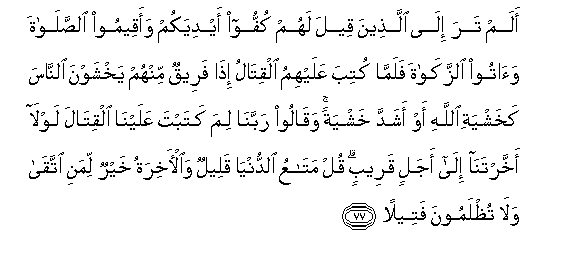 أَلَمْ تَرَ إِلَى ٱلَّذِينَ قِيلَ لَهُمْ كُفُّوٓا۟ أَيْدِيَكُمْ وَأَقِيمُوا۟ ٱلصَّلَوٰةَ
وَءَاتُوا۟ ٱلزَّكَوٰةَ فَلَمَّا كُتِبَ عَلَيْهِمُ ٱلْقِتَالُ إِذَا فَرِيقٌ مِّنْهُمْ يَخْشَوْنَ ٱلنَّاسَ
كَخَشْيَةِ ٱللَّهِ أَوْ أَشَدَّ خَشْيَةً ۚ وَقَالُوا۟ رَبَّنَا لِمَ كَتَبْتَ عَلَيْنَا ٱلْقِتَالَ لَوْلَآ
أَخَّرْتَنَآ إِلَىٰٓ أَجَلٍ قَرِيبٍ ۗ قُلْ مَتَـٰعُ ٱلدُّنْيَا قَلِيلٌ وَٱلْأَخِرَةُ خَيْرٌ لِّمَنِ ٱتَّقَىٰ
وَلَا تُظْلَمُونَ فَتِيلًا ٧٧